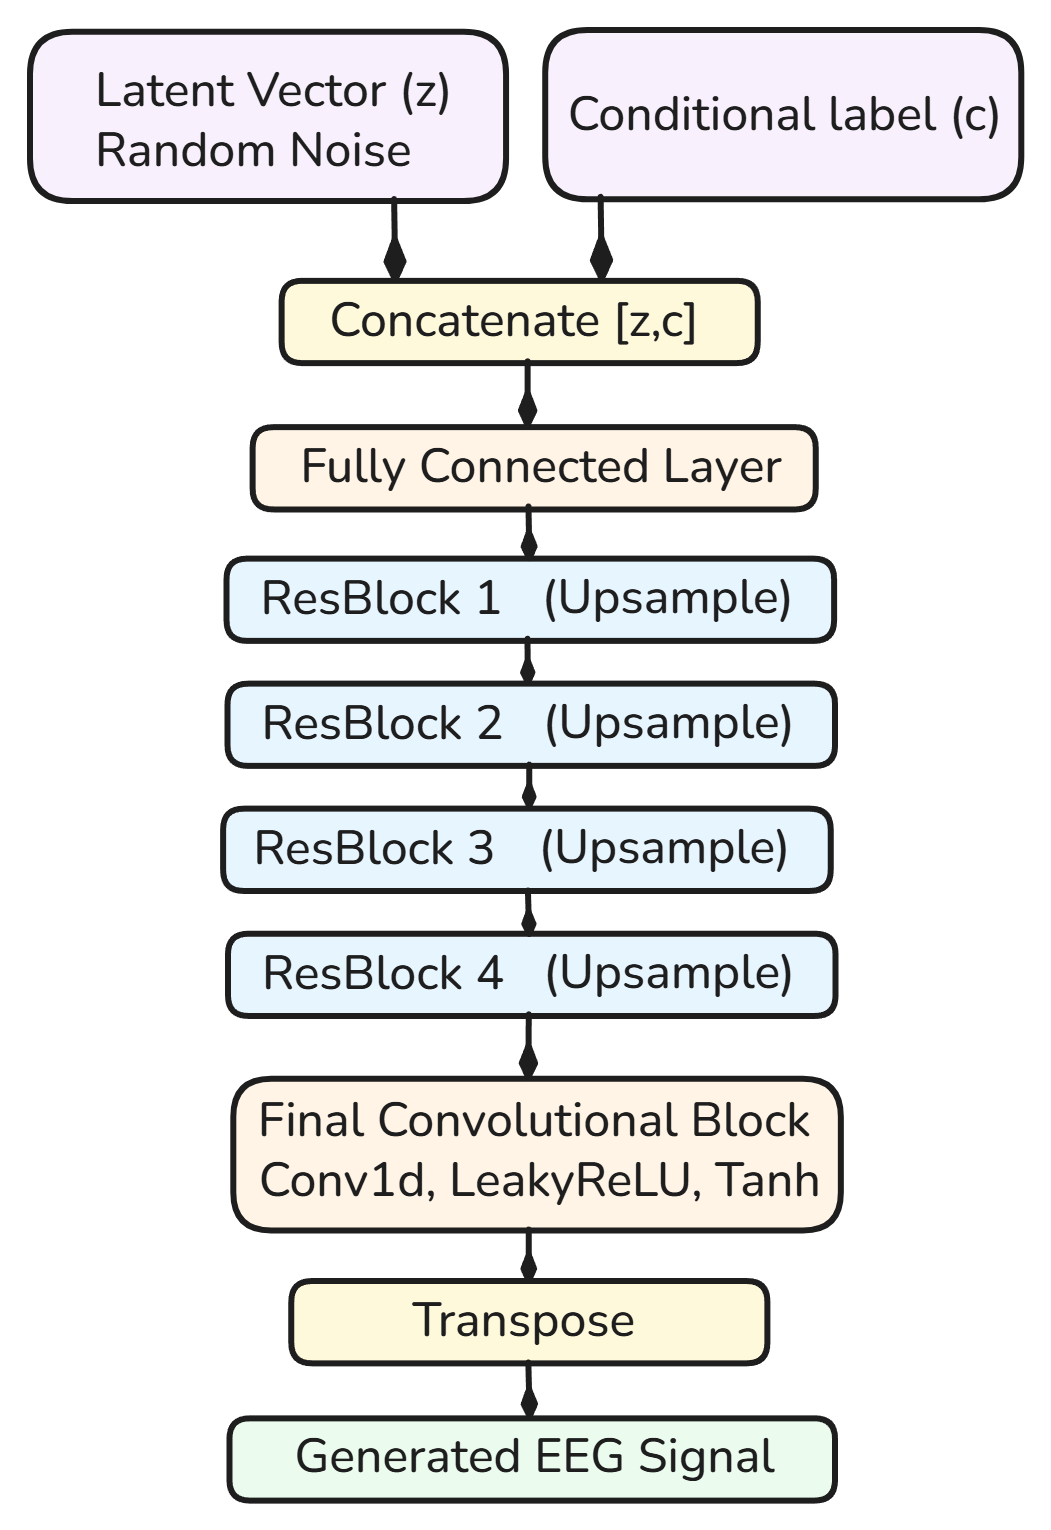 Latent Vector (z)
Random Noise
Conditional label (c)
Concatenate [z,c]
Fully Connected Layer
ResBlock 1 (Upsample)
ResBlock 2 (Upsample)
ResBlock 3 (Upsample)
ResBlock 4 (Upsample)
Final Convolutional Block
Conv1d, LeakyReLU, Tanh
Transpose
Generated EEG Signal